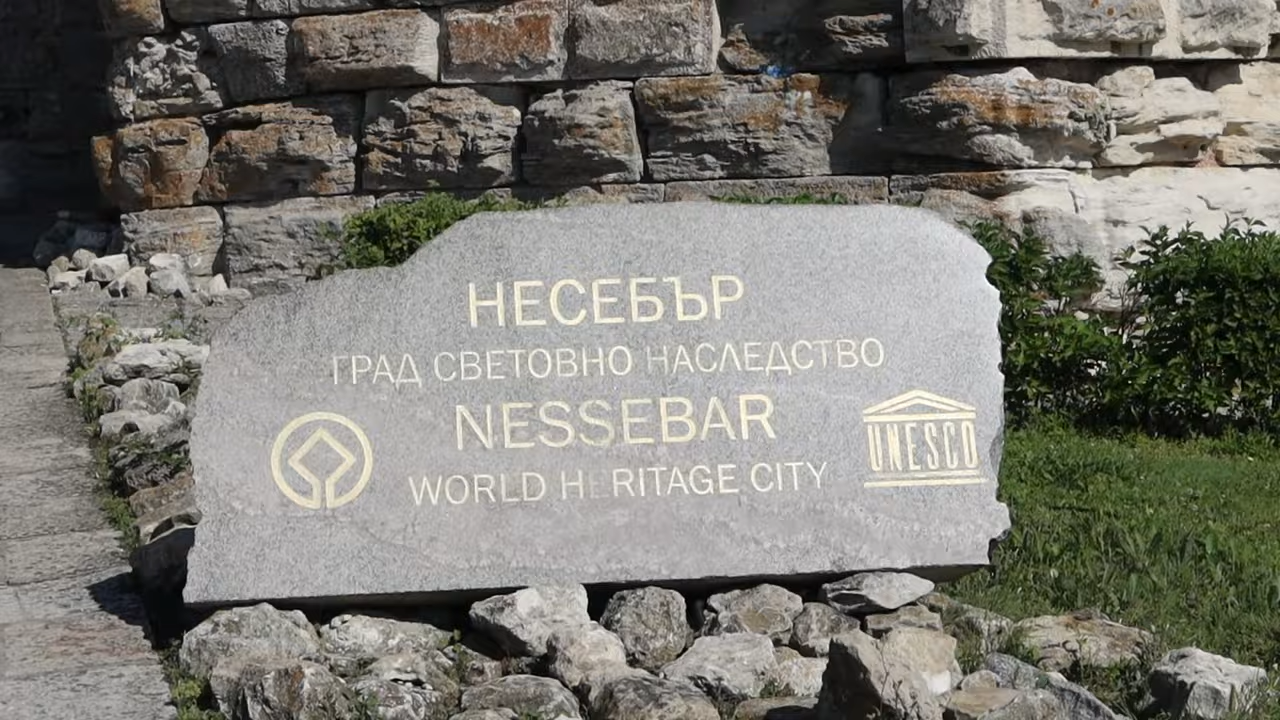 НЕСЕБЪР
ГРАД СВЕТОВНО НАСЛЕДСТВО
NESSEBAR
WORLD HERITAGE CITY
UNESCO